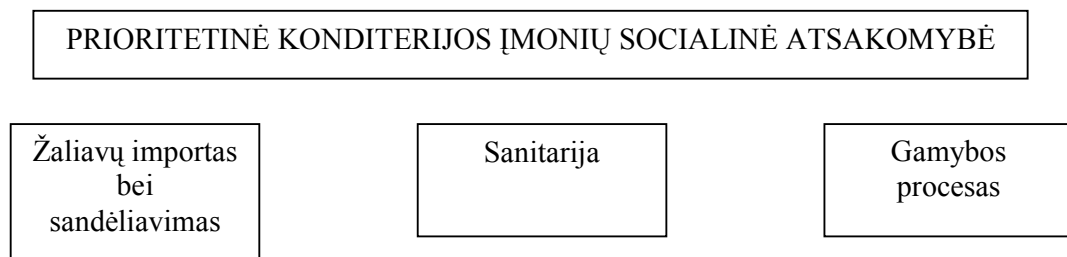 PRIORITETINĖ KONDITERIJOS ĮMONIŲ SOCIALINĖ ATSAKOMYBĖ
Žaliavų importas
bei
sandėliavimas
Sanitarija
Gamybos
procesas